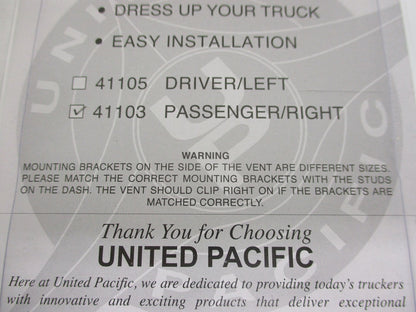 • DRESS UP YOUR TRUCK
• EASY INSTALLATION
☐ 41105 DRIVER/LEFT
☑ 41103 PASSENGER/RIGHT
WARNING
MOUNTING BRACKETS ON THE SIDE OF THE VENT ARE DIFFERENT SIZES.
PLEASE MATCH THE CORRECT MOUNTING BRACKETS WITH THE STUDS
ON THE DASH. THE VENT SHOULD CLIP RIGHT ON IF THE BRACKETS ARE
MATCHED CORRECTLY.
Thank You for Choosing
UNITED PACIFIC
Here at United Pacific, we are dedicated to providing today's truckers
with innovative and exciting products that deliver exceptional